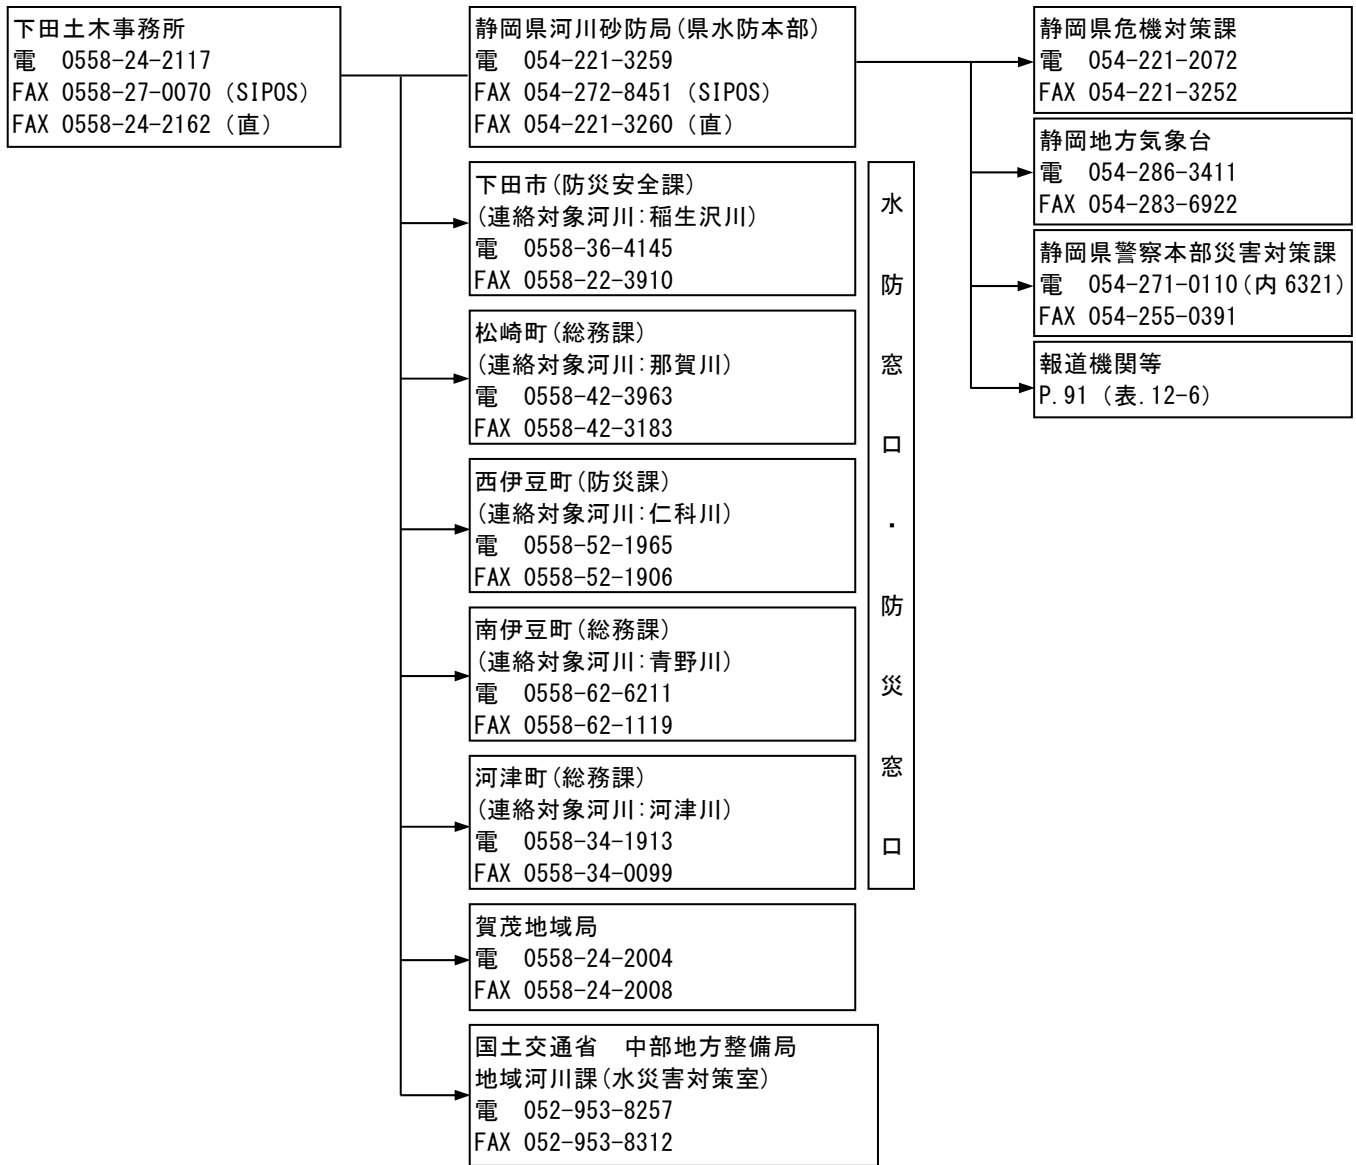 下田土木事務所
電　0558-24-2117
FAX 0558-27-0070 (SIPOS)
FAX 0558-24-2162 (直)
静岡県河川砂防局(県水防本部)
電　054-221-3259
FAX 054-272-8451 (SIPOS)
FAX 054-221-3260 (直)
下田市(防災安全課)
(連絡対象河川:稲生沢川)
電　0558-36-4145
FAX 0558-22-3910
松崎町(総務課)
(連絡対象河川:那賀川)
電　0558-42-3963
FAX 0558-42-3183
西伊豆町(防災課)
(連絡対象河川:仁科川)
電　0558-52-1965
FAX 0558-52-1906
南伊豆町(総務課)
(連絡対象河川:青野川)
電　0558-62-6211
FAX 0558-62-1119
河津町(総務課)
(連絡対象河川:河津川)
電　0558-34-1913
FAX 0558-34-0099
賀茂地域局
電　0558-24-2004
FAX 0558-24-2008
国土交通省　中部地方整備局
地域河川課(水災害対策室)
電　052-953-8257
FAX 052-953-8312
水防窓口・防災窓口
静岡県危機対策課
電　054-221-2072
FAX 054-221-3252
静岡地方気象台
電　054-286-3411
FAX 054-283-6922
静岡県警察本部災害対策課
電　054-271-0110(内 6321)
FAX 054-255-0391
報道機関等
P.91 (表.12-6)